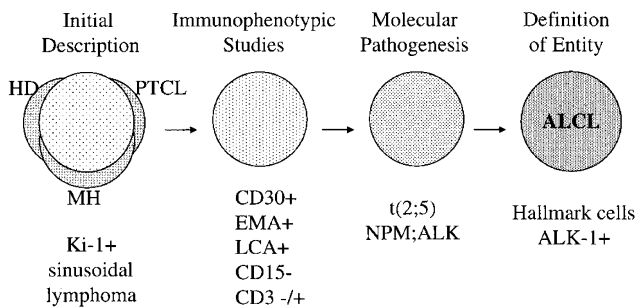 Initial
Description
Immunophenotypic
Studies
Molecular
Pathogenesis
Definition
of Entity
HD
PTCL
MH
ALCL
Ki-1+
sinusoidal
lymphoma
CD30+
EMA+
LCA+
CD15-
CD3 -/+
t(2;5)
NPM;ALK
Hallmark cells
ALK-1+